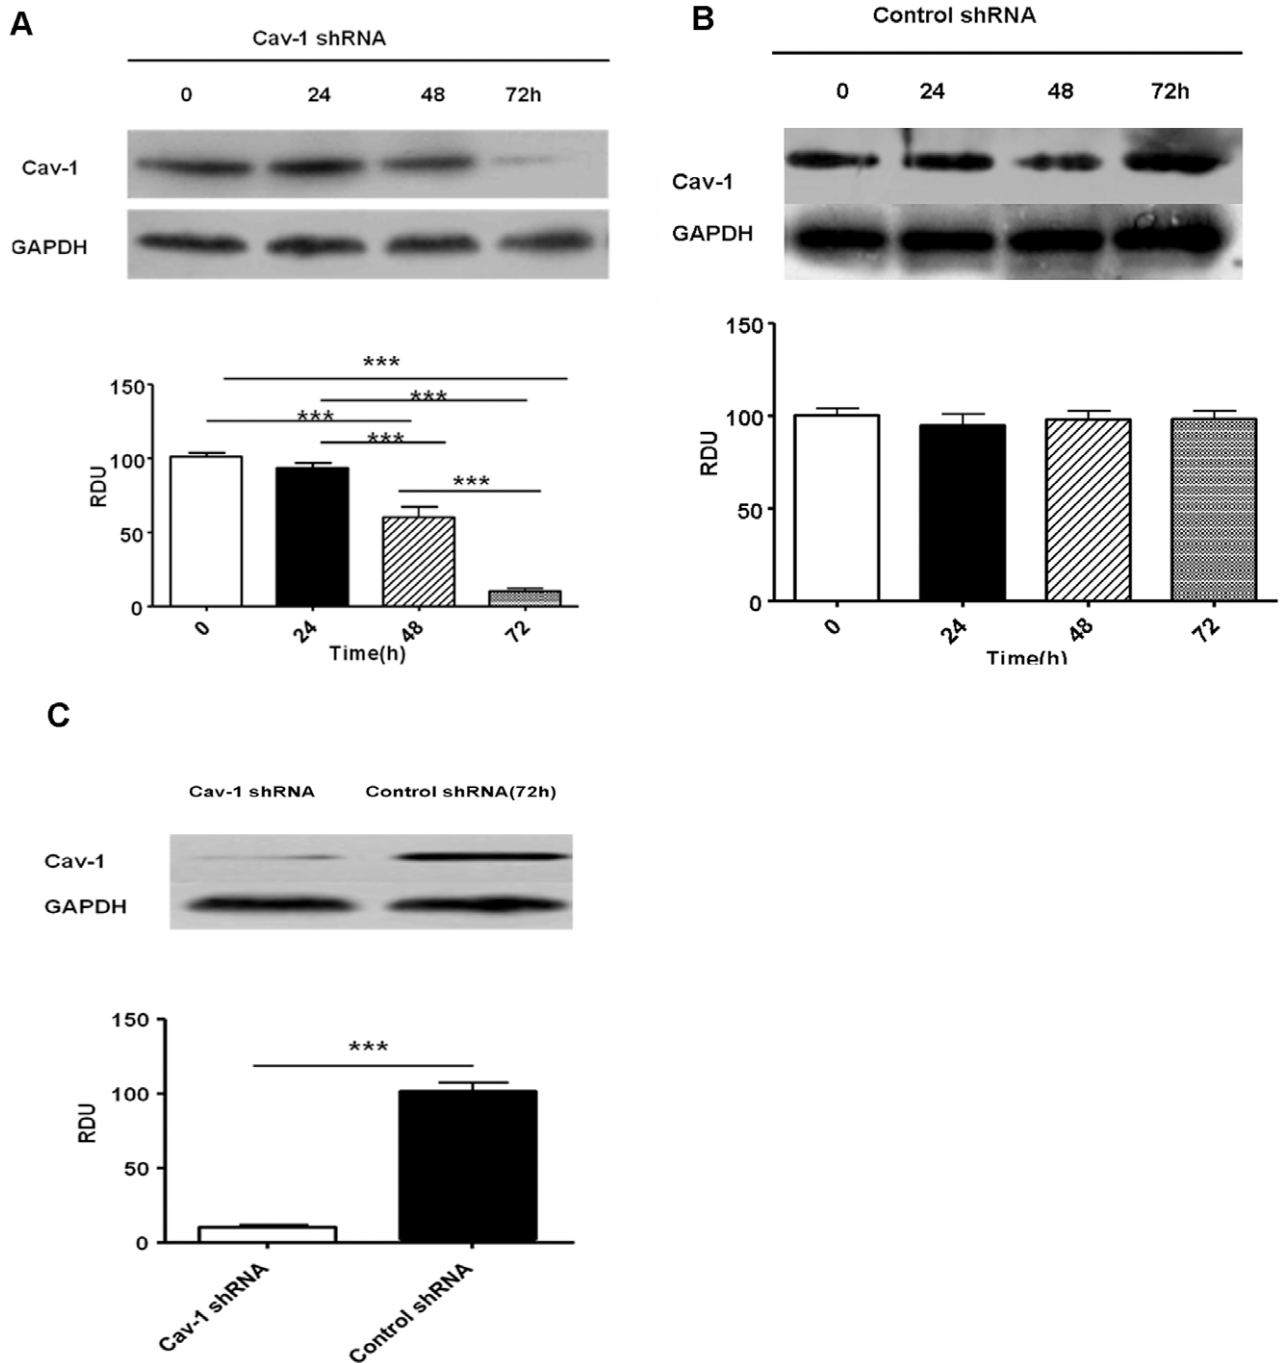 A
Cav-1 shRNA
0 24 48 72h
Cav-1
GAPDH
***
***
***
***
***
150
100
50
0
RDU
0 24 48 72
Time(h)
B
Control shRNA
0 24 48 72h
Cav-1
GAPDH
150
100
50
0
RDU
0 24 48 72
Time(h)
C
Cav-1 shRNA Control shRNA(72h)
Cav-1
GAPDH
***
150
100
50
0
RDU
Cav-1 shRNA Control shRNA